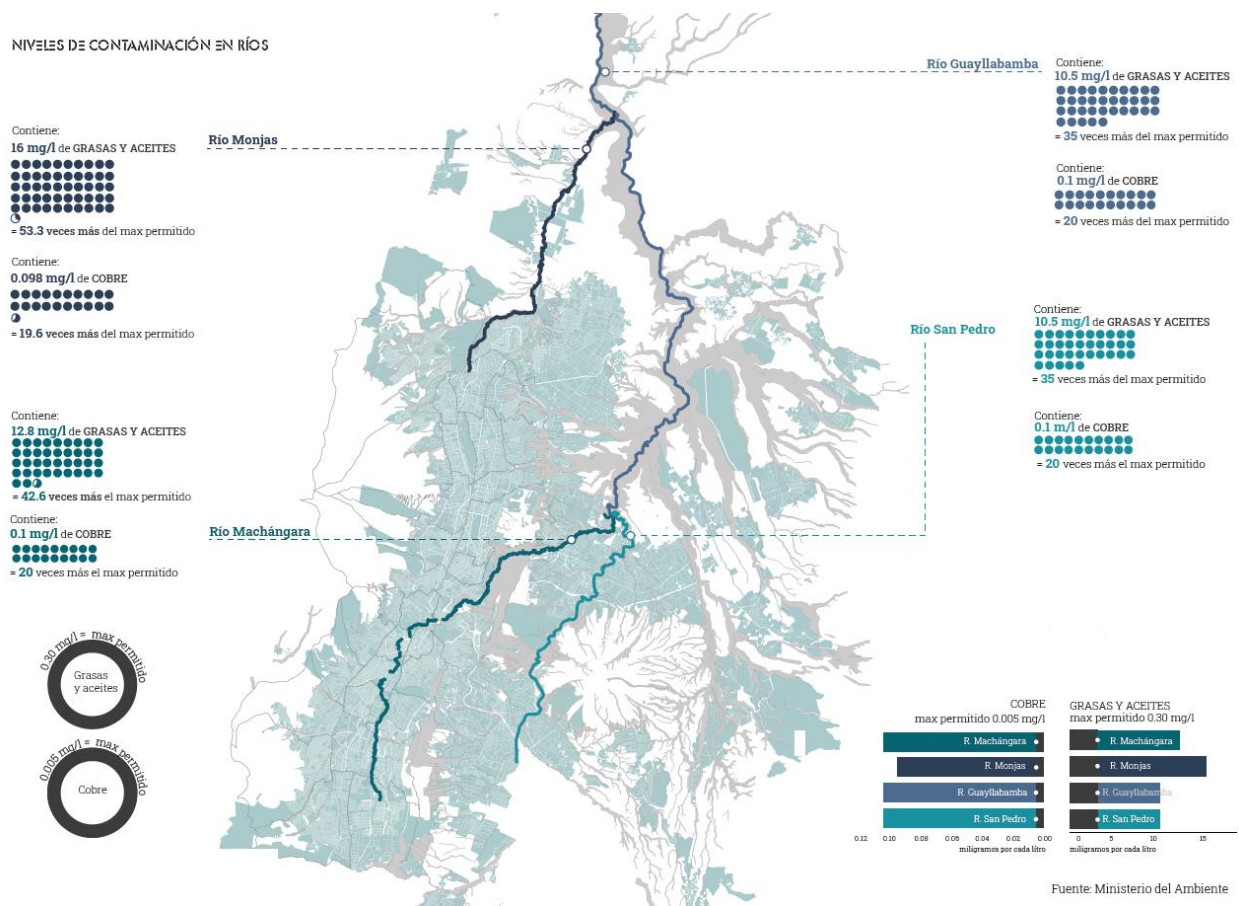 NIVELES DE CONTAMINACIÓN EN RÍOS
Río Guayllabamba
Contiene:
10.5 mg/l de GRASAS Y ACEITES
= 35 veces más del max permitido
Contiene:
0.1 mg/l de COBRE
= 20 veces más del max permitido
Río Monjas
Contiene:
16 mg/l de GRASAS Y ACEITES
= 53.3 veces más del max permitido
Contiene:
0.098 mg/l de COBRE
= 19.6 veces más del max permitido
Río San Pedro
Contiene:
10.5 mg/l de GRASAS Y ACEITES
= 35 veces más del max permitido
Contiene:
0.1 m/l de COBRE
= 20 veces más del max permitido
Contiene:
12.8 mg/l de GRASAS Y ACEITES
= 42.6 veces más el max permitido
Río Machángara
Contiene:
0.1 mg/l de COBRE
= 20 veces más el max permitido
0.30 mg/l = max permitido
Grasas
y aceites
0.005 mg/l = max permitido
Cobre
COBRE
max permitido 0.005 mg/l
R. Machángara
R. Monjas
R. Guayllabamba
R. San Pedro
0.12 0.10 0.08 0.06 0.04 0.02 0.00
miligramos por cada litro
GRASAS Y ACEITES
max permitido 0.30 mg/l
R. Machángara
R. Monjas
R. Guayllabamba
R. San Pedro
0 5 10 15
miligramos por cada litro
Fuente: Ministerio del Ambiente